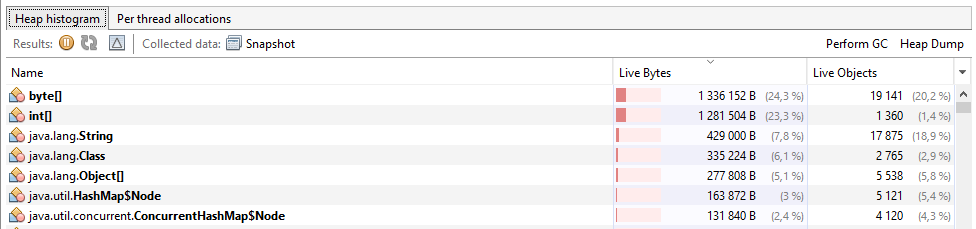 Heap histogram Per thread allocations
Results: Collected data: Snapshot Perform GC Heap Dump
Name Live Bytes Live Objects
byte[] 1 336 152 B (24,3 %) 19 141 (20,2 %)
int[] 1 281 504 B (23,3 %) 1 360 (1,4 %)
java.lang.String 429 000 B (7,8 %) 17 875 (18,9 %)
java.lang.Class 335 224 B (6,1 %) 2 765 (2,9 %)
java.lang.Object[] 277 808 B (5,1 %) 5 538 (5,8 %)
java.util.HashMap$Node 163 872 B (3 %) 5 121 (5,4 %)
java.util.concurrent.ConcurrentHashMap$Node 131 840 B (2,4 %) 4 120 (4,3 %)